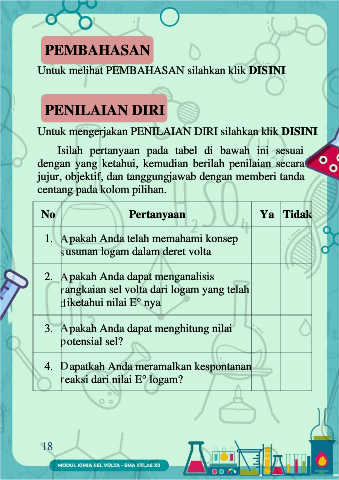 PEMBAHASAN
Untuk melihat PEMBAHASAN silahkan klik DISINI
PENILAIAN DIRI
Untuk mengerjakan PENILAIAN DIRI silahkan klik DISINI
Isilah pertanyaan pada tabel di bawah ini sesuai
dengan yang ketahui, kemudian berilah penilaian secara
jujur, objektif, dan tanggungjawab dengan memberi tanda
centang pada kolom pilihan.
No Pertanyaan Ya Tidak
1. Apakah Anda telah memahami konsep
susunan logam dalam deret volta
2. Apakah Anda dapat menganalisis
rangkaian sel volta dari logam yang telah
diketahui nilai E° nya
3. Apakah Anda dapat menghitung nilai
potensial sel?
4. Dapatkah Anda meramalkan kespontanan
reaksi dari nilai E° logam?
H₂SO₄
18
MODUL KIMIA SEL VOLTA - SMA KELAS XII